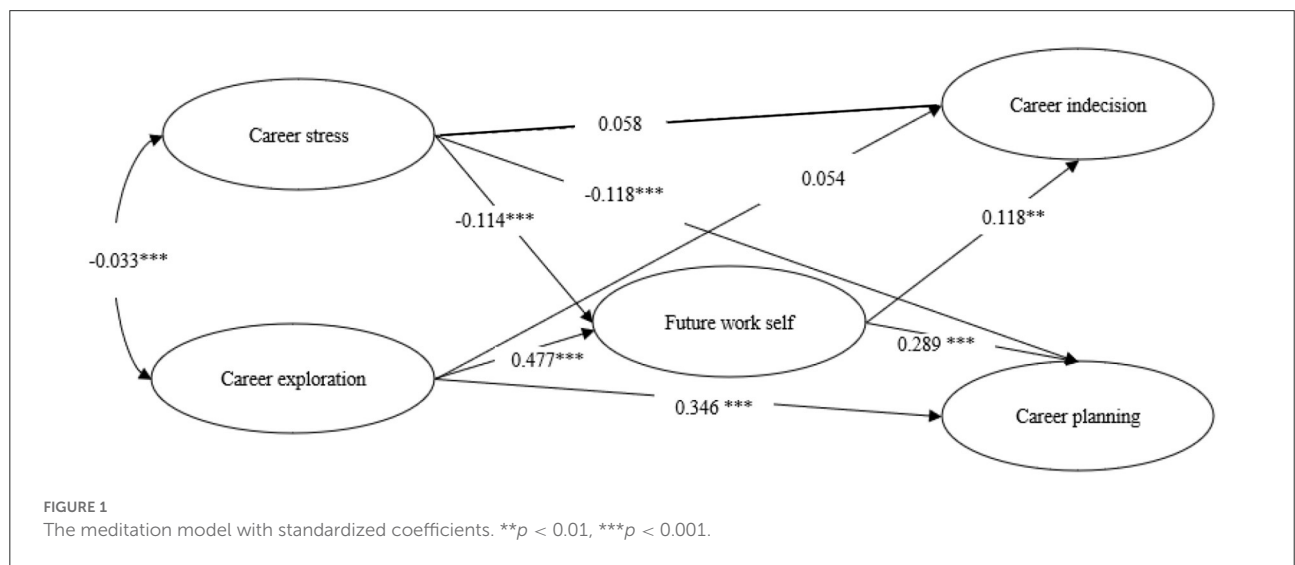 Career indecision
Career stress
0.058
0.054
-0.118***
-0.114***
0.118**
-0.033***
Future work self
0.289 ***
0.477***
Career exploration
0.346 ***
Career planning
FIGURE 1
The meditation model with standardized coefficients. **p < 0.01, ***p < 0.001.